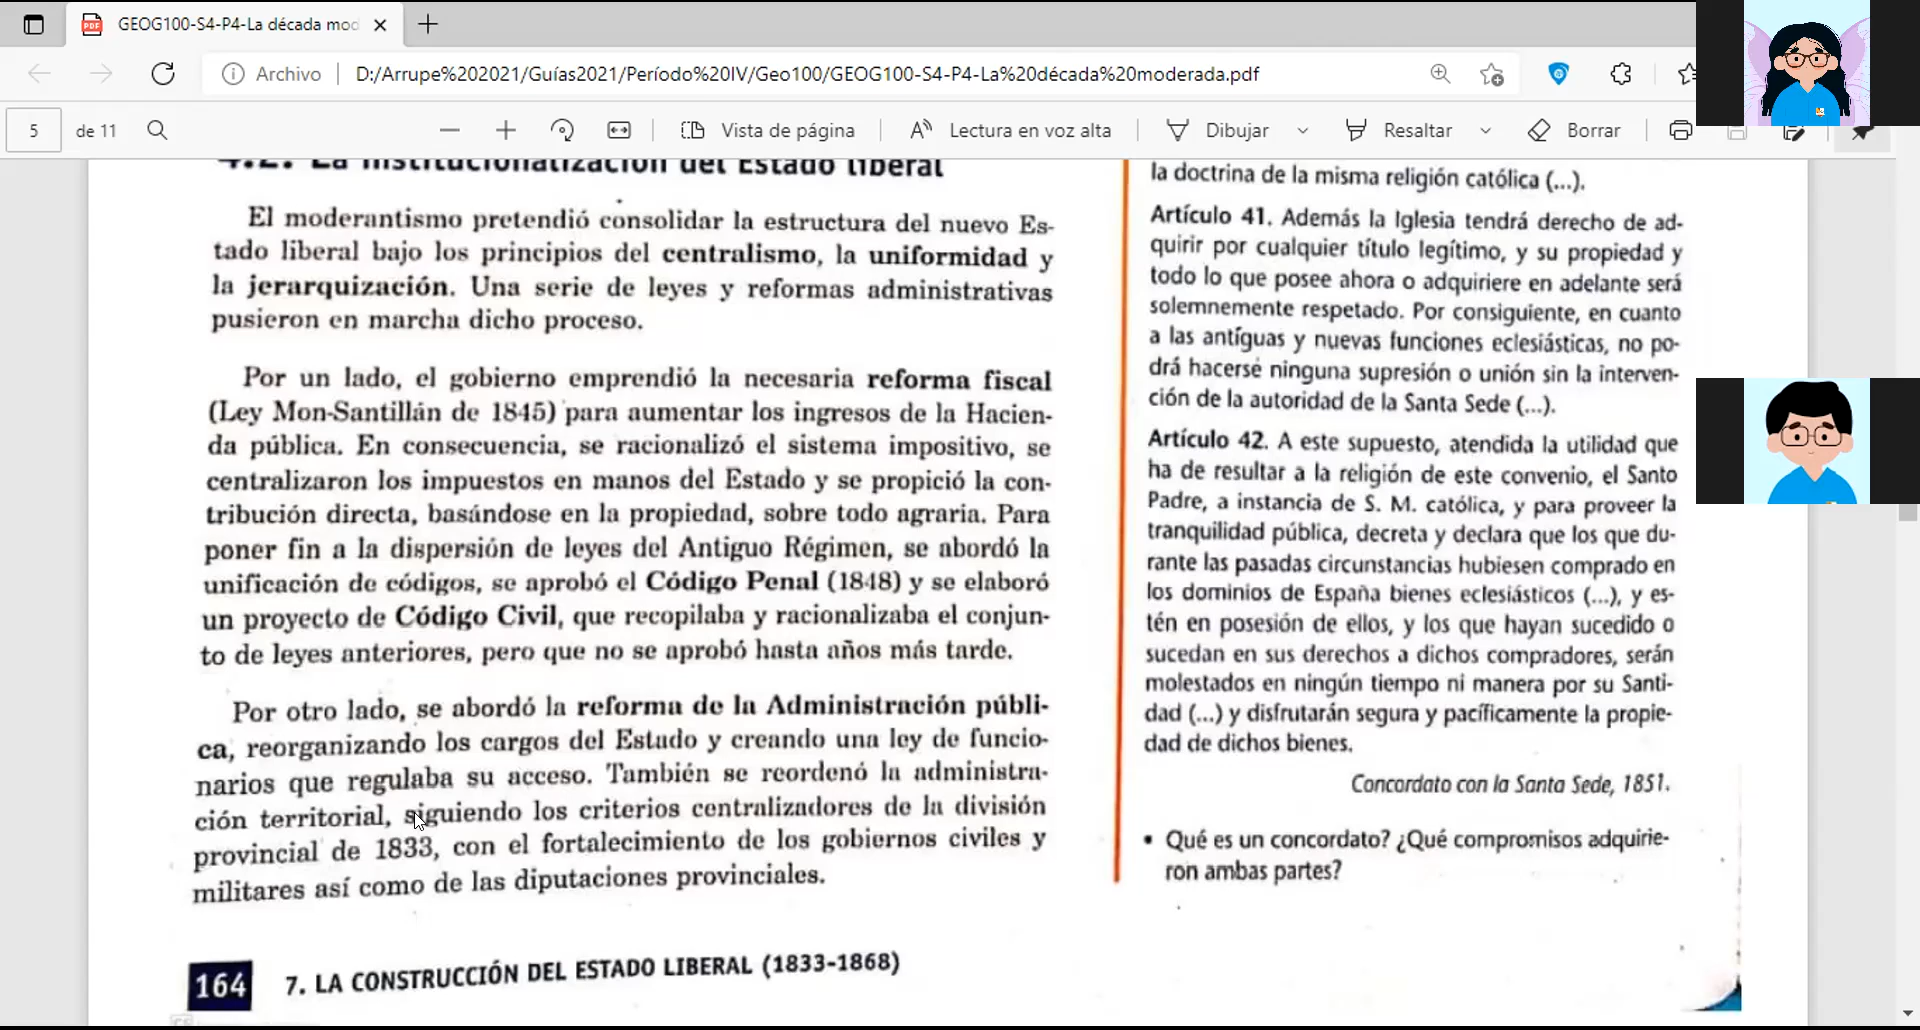 GEOG100-S4-P4-La década mod
Archivo
D:/Arrupe%202021/Guías2021/Período%20IV/Geo100/GEOG100-S4-P4-La%20década%20moderada.pdf
5
de 11
Vista de página
Lectura en voz alta
Dibujar
Resaltar
Borrar
4.2. La institucionalización del Estado liberal
El moderantismo pretendió consolidar la estructura del nuevo Es-
tado liberal bajo los principios del centralismo, la uniformidad y
la jerarquización. Una serie de leyes y reformas administrativas
pusieron en marcha dicho proceso.
Por un lado, el gobierno emprendió la necesaria reforma fiscal
(Ley Mon-Santillán de 1845) para aumentar los ingresos de la Hacien-
da pública. En consecuencia, se racionalizó el sistema impositivo, se
centralizaron los impuestos en manos del Estado y se propició la con-
tribución directa, basándose en la propiedad, sobre todo agraria. Para
poner fin a la dispersión de leyes del Antiguo Régimen, se abordó la
unificación de códigos, se aprobó el Código Penal (1848) y se elaboró
un proyecto de Código Civil, que recopilaba y racionalizaba el conjun-
to de leyes anteriores, pero que no se aprobó hasta años más tarde.
Por otro lado, se abordó la reforma de la Administración públi-
ca, reorganizando los cargos del Estado y creando una ley de funcio-
narios que regulaba su acceso. También se reordenó la administra-
ción territorial, siguiendo los criterios centralizadores de la división
provincial de 1833, con el fortalecimiento de los gobiernos civiles y
militares así como de las diputaciones provinciales.
164
7. LA CONSTRUCCIÓN DEL ESTADO LIBERAL (1833-1868)
la doctrina de la misma religión católica (...).
Artículo 41. Además la Iglesia tendrá derecho de ad-
quirir por cualquier título legítimo, y su propiedad y
todo lo que posee ahora o adquiriere en adelante será
solemnemente respetado. Por consiguiente, en cuanto
a las antíguas y nuevas funciones eclesiásticas, no po-
drá hacerse ninguna supresión o unión sin la interven-
ción de la autoridad de la Santa Sede (...).
Artículo 42. A este supuesto, atendida la utilidad que
ha de resultar a la religión de este convenio, el Santo
Padre, a instancia de S. M. católica, y para proveer la
tranquilidad pública, decreta y declara que los que du-
rante las pasadas circunstancias hubiesen comprado en
los dominios de España bienes eclesiásticos (...), y es-
tén en posesión de ellos, y los que hayan sucedido o
sucedan en sus derechos a dichos compradores, serán
molestados en ningún tiempo ni manera por su Santi-
dad (...) y disfrutarán segura y pacíficamente la propie-
dad de dichos bienes.
Concordato con la Santa Sede, 1851.
• Qué es un concordato? ¿Qué compromisos adquirie-
ron ambas partes?